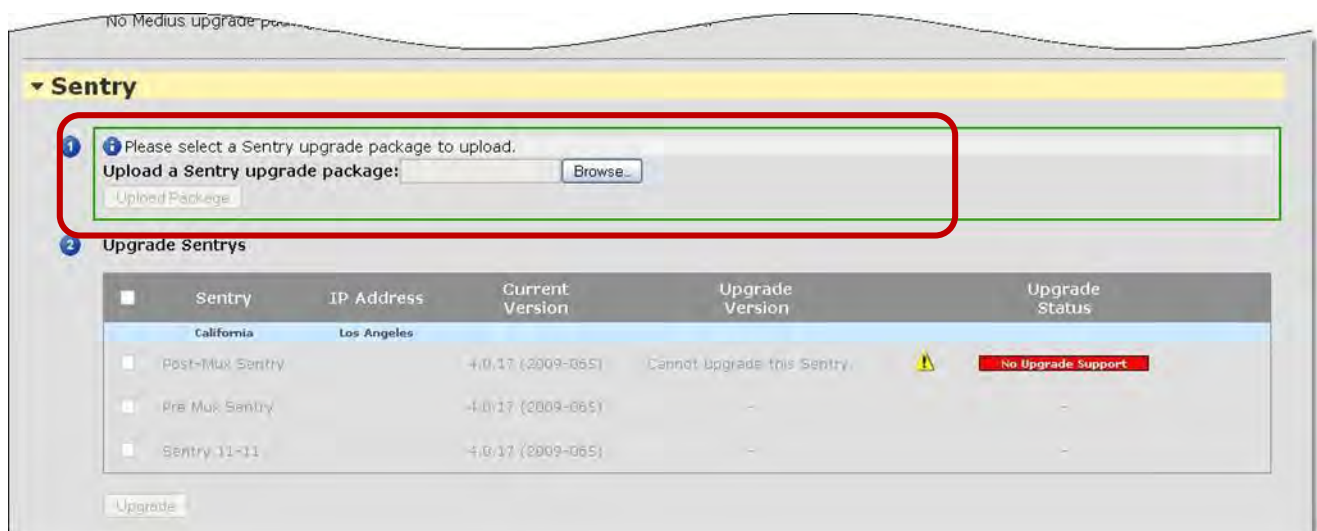 No Medius upgrade
Sentry
1
Please select a Sentry upgrade package to upload.
Upload a Sentry upgrade package: Browse...
Upload Package
2 Upgrade Sentrys
Sentry IP Address Current Version Upgrade Version Upgrade Status
California Los Angeles
Post-Mux Sentry 4.0.17 (2009-065) Cannot upgrade this Sentry. No Upgrade Support
Pre Mux Sentry 4.0.17 (2009-065) - -
Sentry 11-11 4.0.17 (2009-065) - -
Upgrade